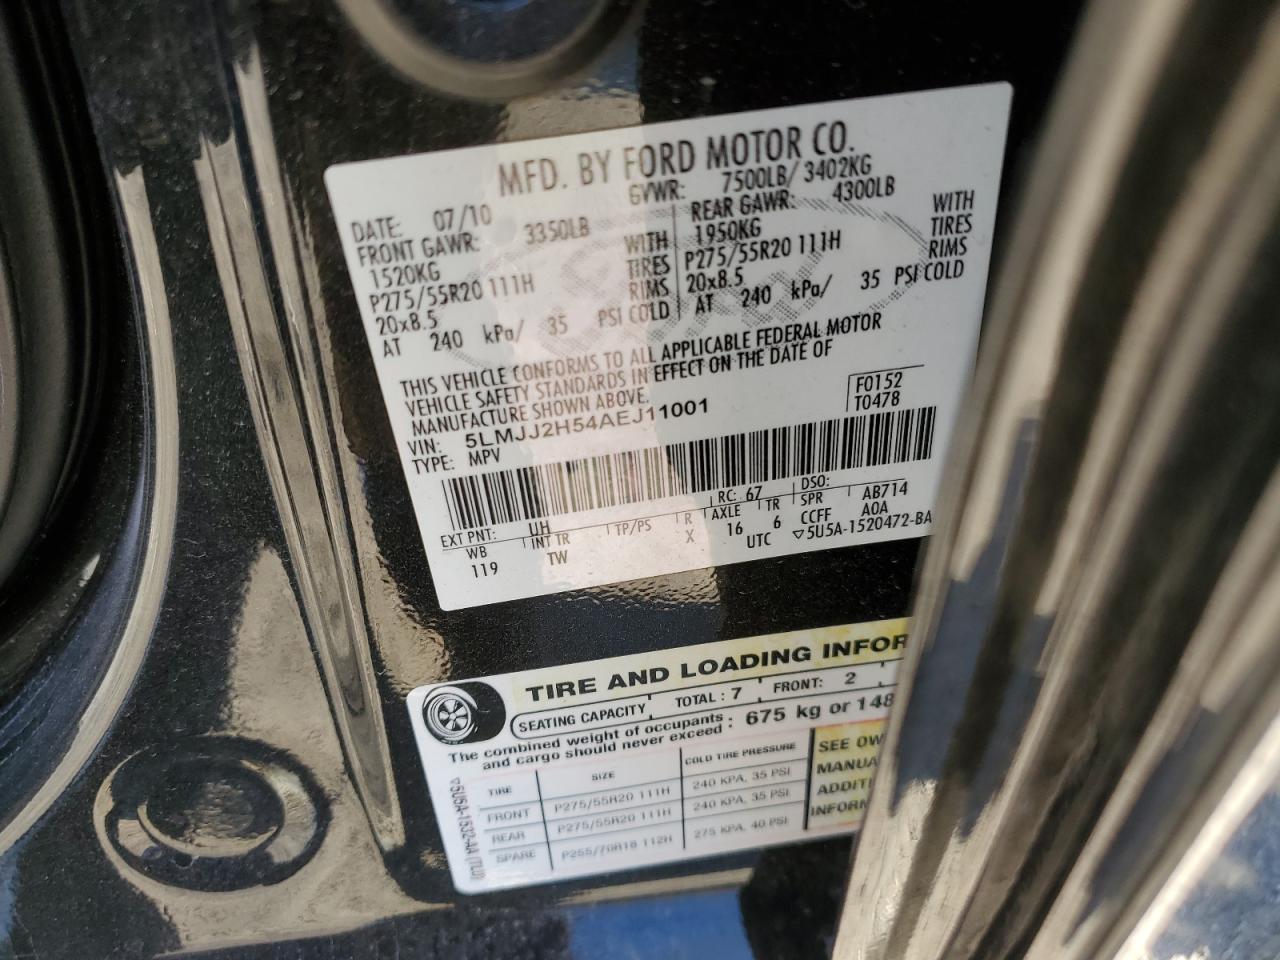 MFD. BY FORD MOTOR CO.
DATE: 07/10 GVWR: 7500LB/ 3402KG
FRONT GAWR: 3350LB REAR GAWR: 4300LB
1520KG WITH 1950KG WITH
P275/55R20 111H TIRES P275/55R20 111H TIRES
20x8.5 RIMS 20x8.5 RIMS
AT 240 kPa/ 35 PSI COLD AT 240 kPa/ 35 PSI COLD
THIS VEHICLE CONFORMS TO ALL APPLICABLE FEDERAL MOTOR
VEHICLE SAFETY STANDARDS IN EFFECT ON THE DATE OF
MANUFACTURE SHOWN ABOVE.
VIN: 5LMJJ2H54AEJ11001 F0152
TYPE: MPV T0478
EXT PNT: UH RC: 67 DSO:
WB INT TR TP/PS R AXLE TR SPR AB714
119 TW X 16 6 CCFF A0A
UTC ▽5U5A-1520472-BA
TIRE AND LOADING INFOR
SEATING CAPACITY TOTAL: 7 FRONT: 2
The combined weight of occupants : 675 kg or 148
and cargo should never exceed :
TIRE SIZE COLD TIRE PRESSURE SEE OW
FRONT P275/55R20 111H 240 KPA, 35 PSI MANUA
REAR P275/55R20 111H 240 KPA, 35 PSI ADDITI
SPARE P255/70R18 112H 275 KPA, 40 PSI INFORM
▽5U5A-1532-AA (TLU)